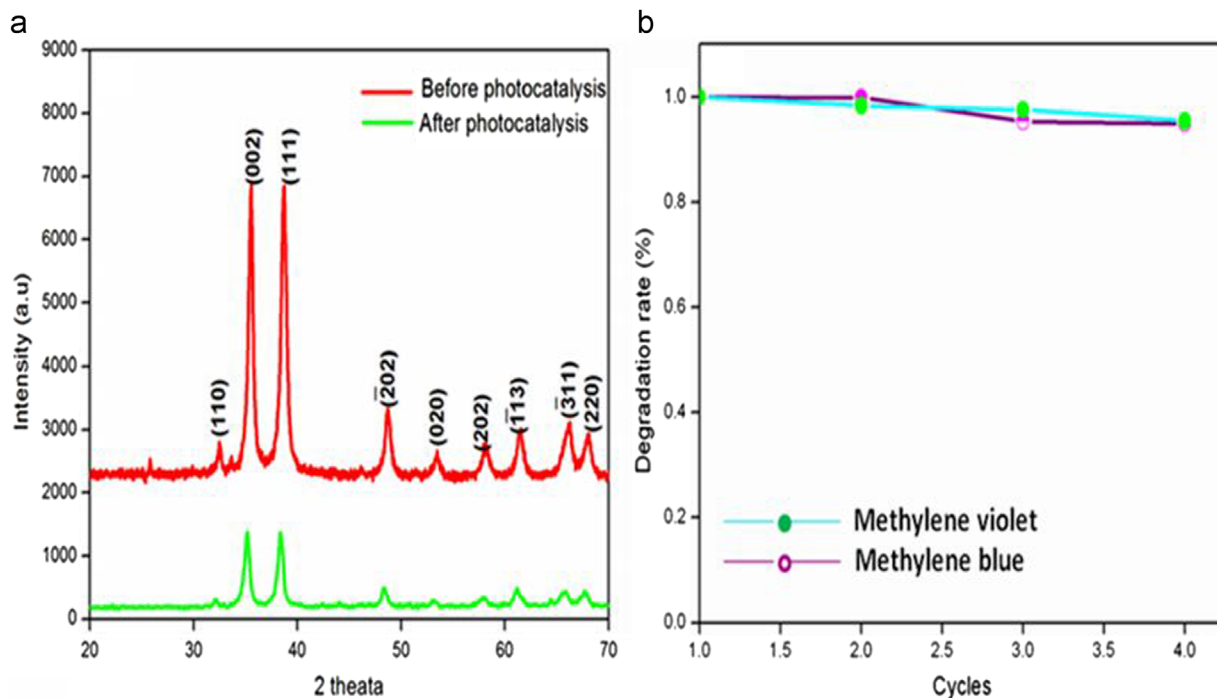 a
9000
8000
7000
6000
5000
4000
3000
2000
1000
0
Intensity (a.u)
Before photocatalysis
After photocatalysis
(110)
(002)
(111)
(̅202)
(020)
(202)
(̅113)
(̅311)
(220)
20 30 40 50 60 70
2 theata
b
1.0
0.8
0.6
0.4
0.2
0.0
Degradation rate (%)
Methylene violet
Methylene blue
1.0 1.5 2.0 2.5 3.0 3.5 4.0
Cycles